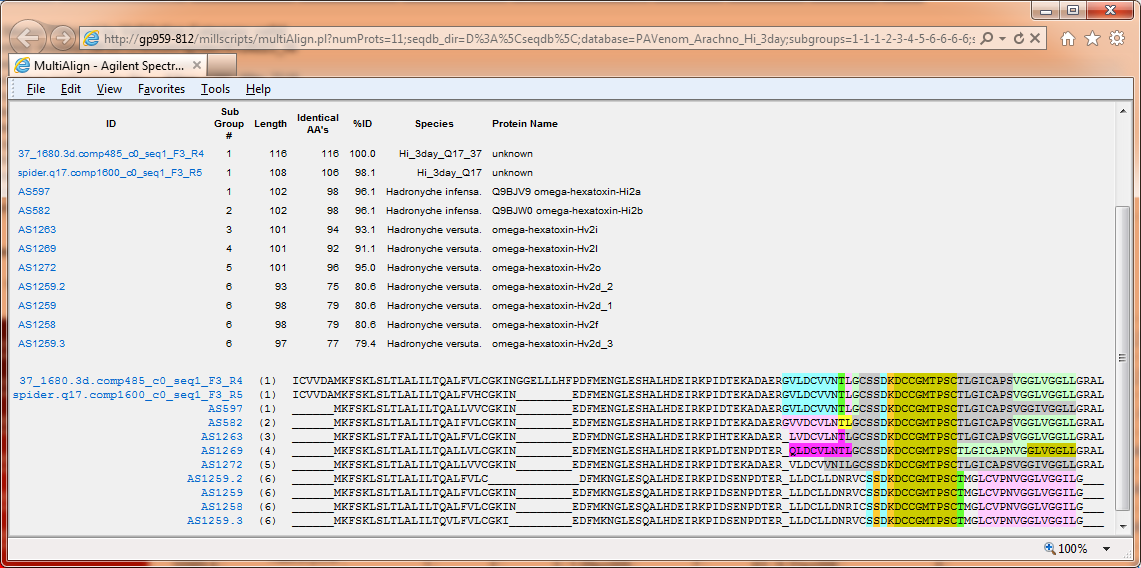 http://gp959-812/millscripts/multiAlign.pl?numProts=11;seqdb_dir=D%3A%5Cseqdb%5C;database=PAVenom_Arachno_Hi_3day;subgroups=1-1-1-2-3-4-5-6-6-6-6;s
MultiAlign - Agilent Spectr...
File Edit View Favorites Tools Help
ID Sub Group # Length Identical AA's %ID Species Protein Name
37_1680.3d.comp485_c0_seq1_F3_R4 1 116 116 100.0 Hi_3day_Q17_37 unknown
spider.q17.comp1600_c0_seq1_F3_R5 1 108 106 98.1 Hi_3day_Q17 unknown
AS597 1 102 98 96.1 Hadronyche infensa. Q9BJV9 omega-hexatoxin-Hi2a
AS582 2 102 98 96.1 Hadronyche infensa. Q9BJW0 omega-hexatoxin-Hi2b
AS1263 3 101 94 93.1 Hadronyche versuta. omega-hexatoxin-Hv2i
AS1269 4 101 92 91.1 Hadronyche versuta. omega-hexatoxin-Hv2l
AS1272 5 101 96 95.0 Hadronyche versuta. omega-hexatoxin-Hv2o
AS1259.2 6 93 75 80.6 Hadronyche versuta. omega-hexatoxin-Hv2d_2
AS1259 6 98 79 80.6 Hadronyche versuta. omega-hexatoxin-Hv2d_1
AS1258 6 98 79 80.6 Hadronyche versuta. omega-hexatoxin-Hv2f
AS1259.3 6 97 77 79.4 Hadronyche versuta. omega-hexatoxin-Hv2d_3
37_1680.3d.comp485_c0_seq1_F3_R4 (1) ICVVDAMKFSKLSLTLALILTQALFVLCGKINGGELLLHFPDFMENGLESHALHDEIRKPIDTEKADAERGVLDCVVNTLGCSSDKDCCGMTPSCTLGICAPSVGGLVGGLLGRAL
spider.q17.comp1600_c0_seq1_F3_R5 (1) ICVVDAMKFSKLSLTLALILTQALFVHCGKIN________EDFMENGLESHALHDEIRKPIDTEKADAERGVLDCVVNTLGCSSDKDCCGMTPSCTLGICAPSVGGLVGGLLGRAL
AS597 (1) ______MKFSKLSLTLALILTQALLVVCGKIN________EDFMENGLESHALHDEIRKPIDTEKADAERGVLDCVVNTLGCSSDKDCCGMTPSCTLGICAPSVGGIVGGLLGRAL
AS582 (2) ______MKFSKLSLTLALILTQAIFVLCGKIN________EDFMENGLESHALHDEIRKPIDTEKADAERGVVDCVLNTLGCSSDKDCCGMTPSCTLGICAPSVGGLVGGLLGRAL
AS1263 (3) ______MKFSKLSLTFALILTQALFVLCGKIN________EDFMENGLESHALHDEIRKPIHTEKADAER_LVDCVLNTLGCSSDKDCCGMTPSCTLGICAPSVGGLVGGLLGRAL
AS1269 (4) ______MKFSKLSLTLALILTQALLVVCGKIN________EDFMENGLESHALHDEIRKPLDTENPDTER_QLDCVLNTLGCSSDKDCCGMTPSCTLGICAPNVGGLVGGLLGRAL
AS1272 (5) ______MKFSKLSLTLALILTQALLVVCGKIN________EDFMENGLESHALHDEIRKPIDTEKADAER_VLDCVVNILGCSSDKDCCGMTPSCTLGICAPSVGGIVGGLLGRAL
AS1259.2 (6) ______MKFSKLSLTLALILTQALFVLC_____________DFMKNGLESQALHDEIRKPIDSENPDTER_LLDCLLDNRVCSSDKDCCGMTPSCTMGLCVPNVGGLVGGILG____
AS1259 (6) ______MKFSKLSLTLALILTQALFVLCGKIN________EDFMENGLESQALHDEIRKPIDSENPDTER_LLDCLLDNRVCSSDKDCCGMTPSCTMGLCVPNVGGLVGGILG____
AS1258 (6) ______MKFSKLSLTLALILTQALFVLCGKIN________EDFMENGLESQALHDEIRKPIDSENPDTER_LLDCLLDNRVCSSDKDCCGMTPSCTMGLCVPNVGGLVGGILG____
AS1259.3 (6) ______MKFSKLSLTLALILTQVLFVLCGKI_________EDFMKNGLESQALHDEIRKPIDSENPDTER_LLDCLLDNRVCSSDKDCCGMTPSCTMGLCVPNVGGLVGGILG____
100%